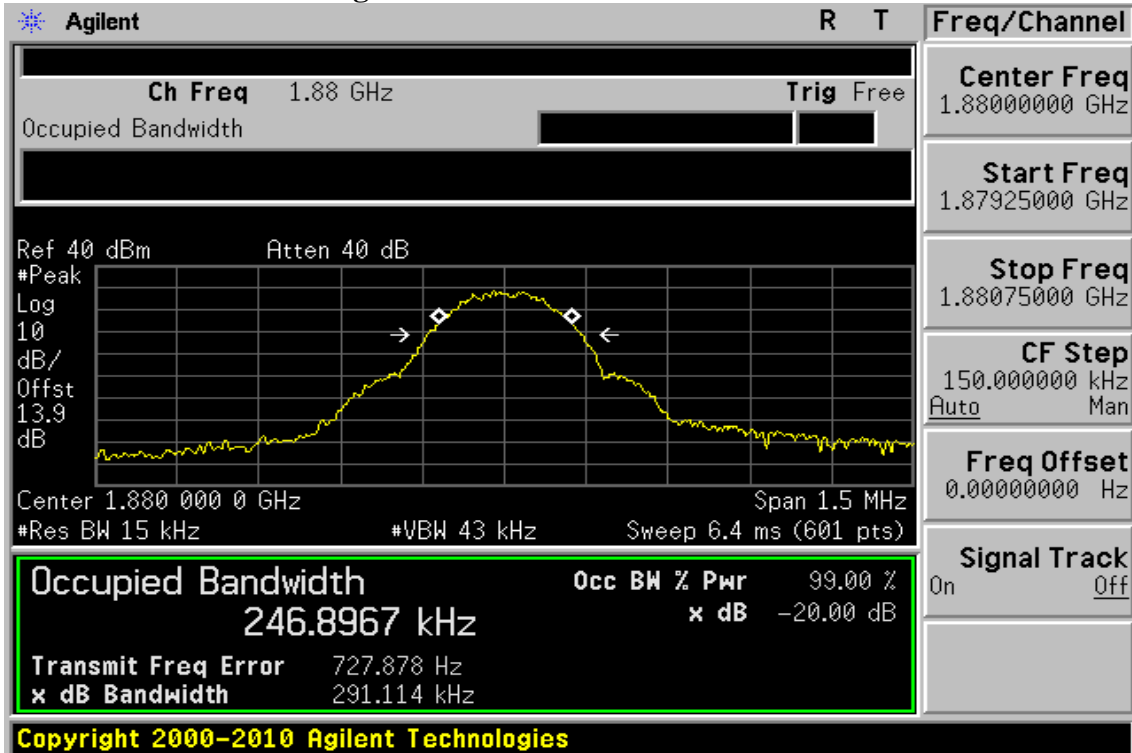 Agilent R T Freq/Channel
Ch Freq 1.88 GHz Trig Free
Occupied Bandwidth
Center Freq
1.88000000 GHz
Start Freq
1.87925000 GHz
Stop Freq
1.88075000 GHz
CF Step
150.000000 kHz
Auto Man
Freq Offset
0.00000000 Hz
Signal Track
On Off
Ref 40 dBm Atten 40 dB
#Peak
Log
10
dB/
Offst
13.9
dB
Center 1.880 000 0 GHz Span 1.5 MHz
#Res BW 15 kHz #VBW 43 kHz Sweep 6.4 ms (601 pts)
Occupied Bandwidth Occ BW % Pwr 99.00 %
246.8967 kHz x dB -20.00 dB
Transmit Freq Error 727.878 Hz
x dB Bandwidth 291.114 kHz
Copyright 2000-2010 Agilent Technologies